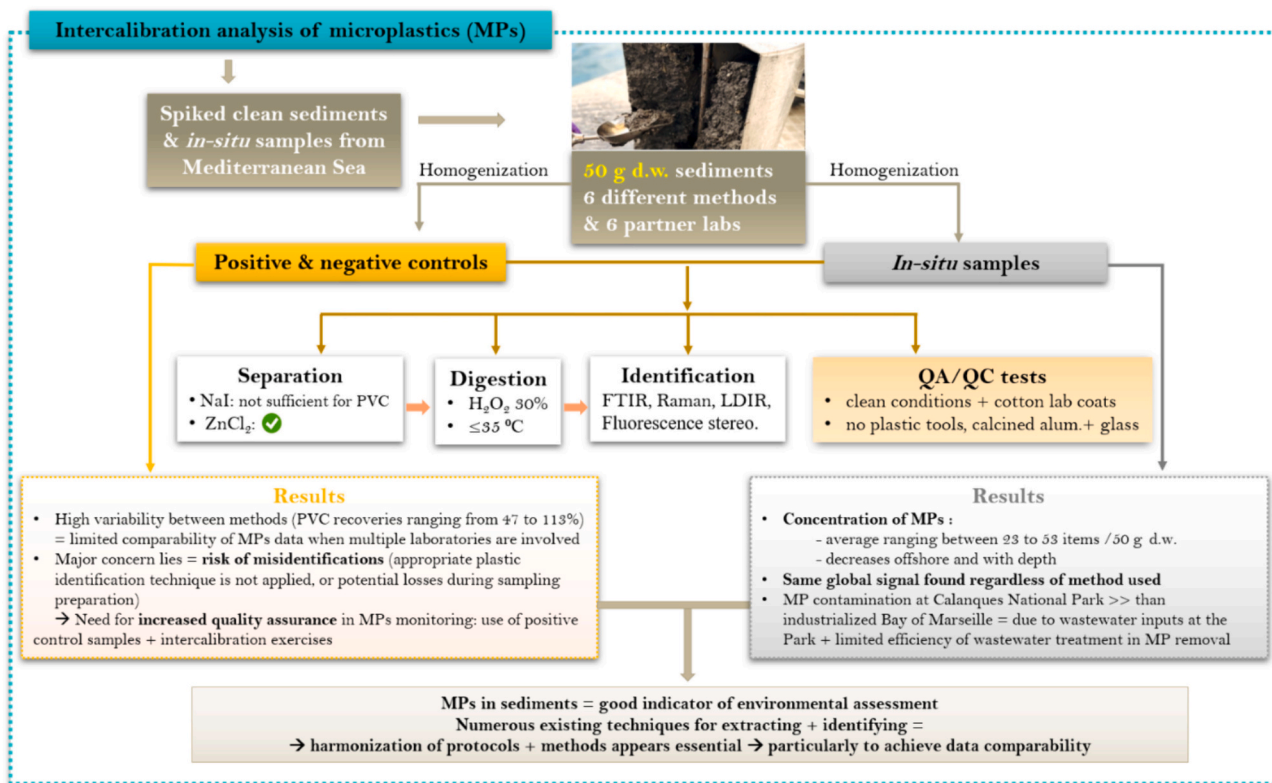 Intercalibration analysis of microplastics (MPs)
Spiked clean sediments
& in-situ samples from
Mediterranean Sea
Homogenization
50 g d.w. sediments
6 different methods
& 6 partner labs
Homogenization
Positive & negative controls
In-situ samples
Separation
• NaI: not sufficient for PVC
• ZnCl₂:
Digestion
• H₂O₂ 30%
• ≤35 ⁰C
Identification
FTIR, Raman, LDIR,
Fluorescence stereo.
QA/QC tests
• clean conditions + cotton lab coats
• no plastic tools, calcined alum.+ glass
Results
• High variability between methods (PVC recoveries ranging from 47 to 113%)
= limited comparability of MPs data when multiple laboratories are involved
• Major concern lies = risk of misidentifications (appropriate plastic
identification technique is not applied, or potential losses during sampling
preparation)
→ Need for increased quality assurance in MPs monitoring: use of positive
control samples + intercalibration exercises
Results
• Concentration of MPs :
- average ranging between 23 to 53 items /50 g d.w.
- decreases offshore and with depth
• Same global signal found regardless of method used
• MP contamination at Calanques National Park >> than
industrialized Bay of Marseille = due to wastewater inputs at the
Park + limited efficiency of wastewater treatment in MP removal
MPs in sediments = good indicator of environmental assessment
Numerous existing techniques for extracting + identifying =
→ harmonization of protocols + methods appears essential → particularly to achieve data comparability